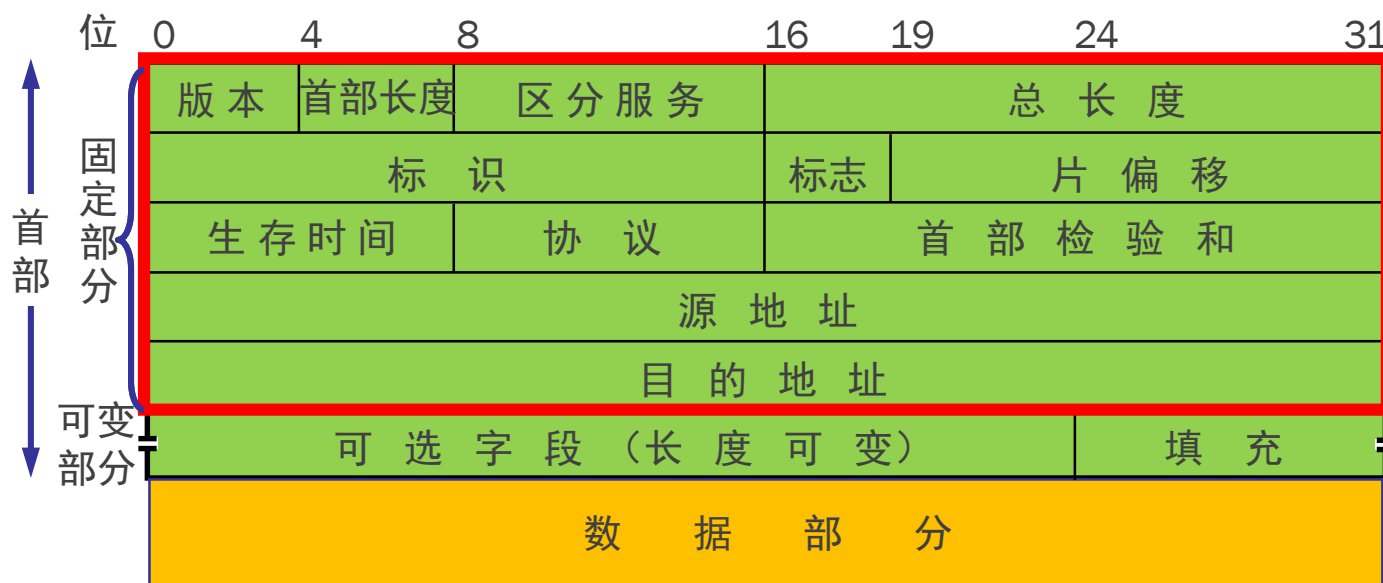 位 0 4 8 16 19 24 31
版本 首部长度 区分服务 总长度
标识 标志 片偏移
生存时间 协议 首部检验和
源地址
目的地址
可选字段（长度可变） 填充
数据部分
首部
固定部分
可变
部分